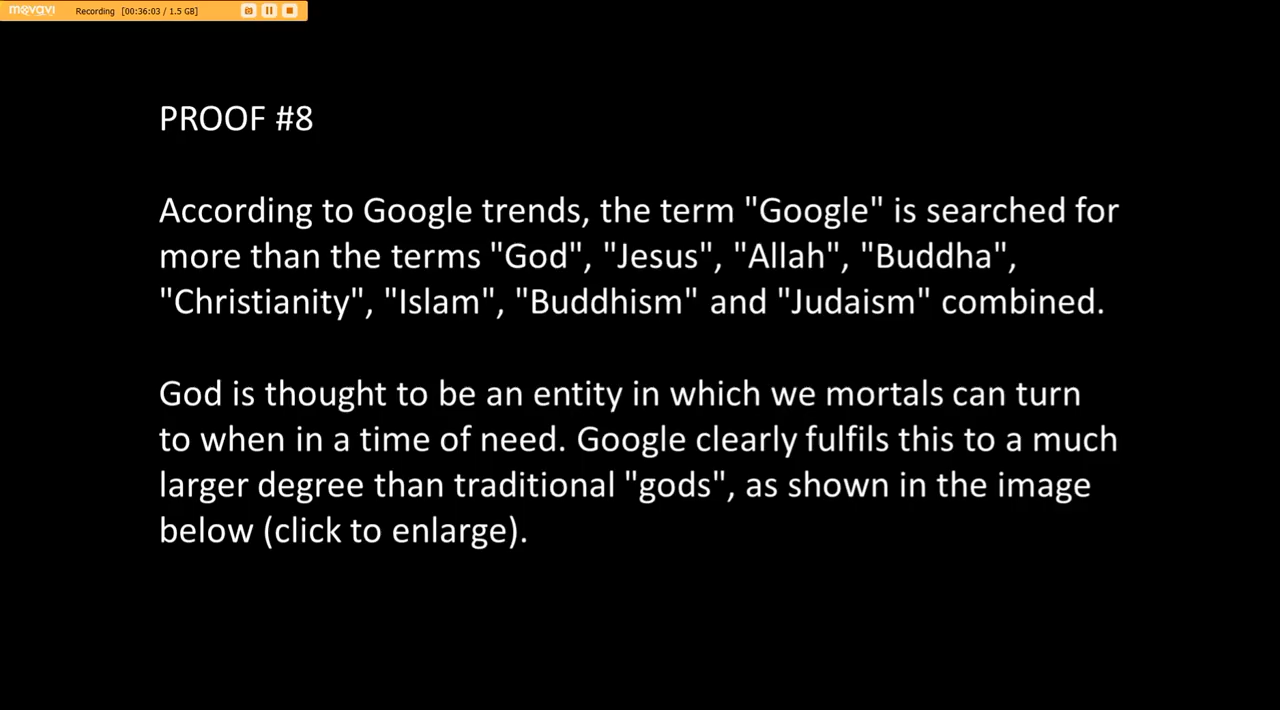 movavi Recording [00:36:03 / 1.5 GB]
PROOF #8
According to Google trends, the term "Google" is searched for
more than the terms "God", "Jesus", "Allah", "Buddha",
"Christianity", "Islam", "Buddhism" and "Judaism" combined.
God is thought to be an entity in which we mortals can turn
to when in a time of need. Google clearly fulfils this to a much
larger degree than traditional "gods", as shown in the image
below (click to enlarge).